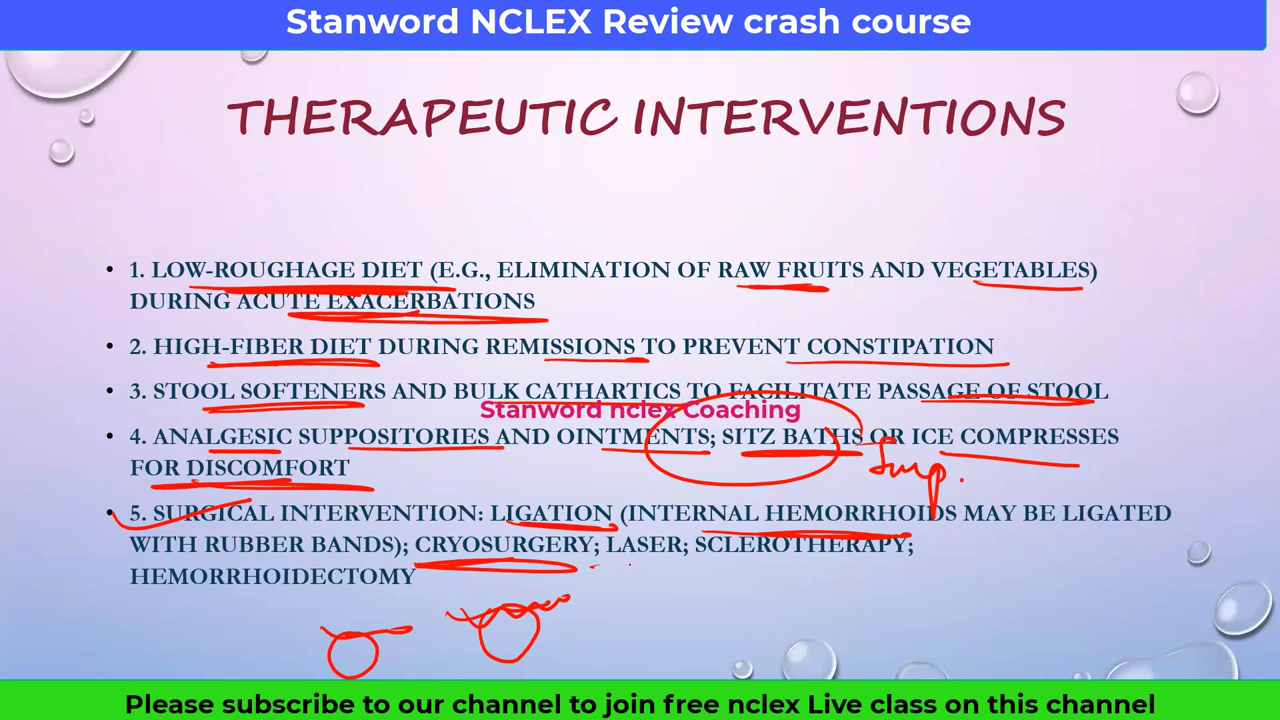 Stanword NCLEX Review crash course
THERAPEUTIC INTERVENTIONS
• 1. LOW-ROUGHAGE DIET (E.G., ELIMINATION OF RAW FRUITS AND VEGETABLES)
DURING ACUTE EXACERBATIONS
• 2. HIGH-FIBER DIET DURING REMISSIONS TO PREVENT CONSTIPATION
• 3. STOOL SOFTENERS AND BULK CATHARTICS TO FACILITATE PASSAGE OF STOOL
Stanword nclex Coaching
• 4. ANALGESIC SUPPOSITORIES AND OINTMENTS; SITZ BATHS OR ICE COMPRESSES
FOR DISCOMFORT
• 5. SURGICAL INTERVENTION: LIGATION (INTERNAL HEMORRHOIDS MAY BE LIGATED
WITH RUBBER BANDS); CRYOSURGERY; LASER; SCLEROTHERAPY;
HEMORRHOIDECTOMY
Please subscribe to our channel to join free nclex Live class on this channel